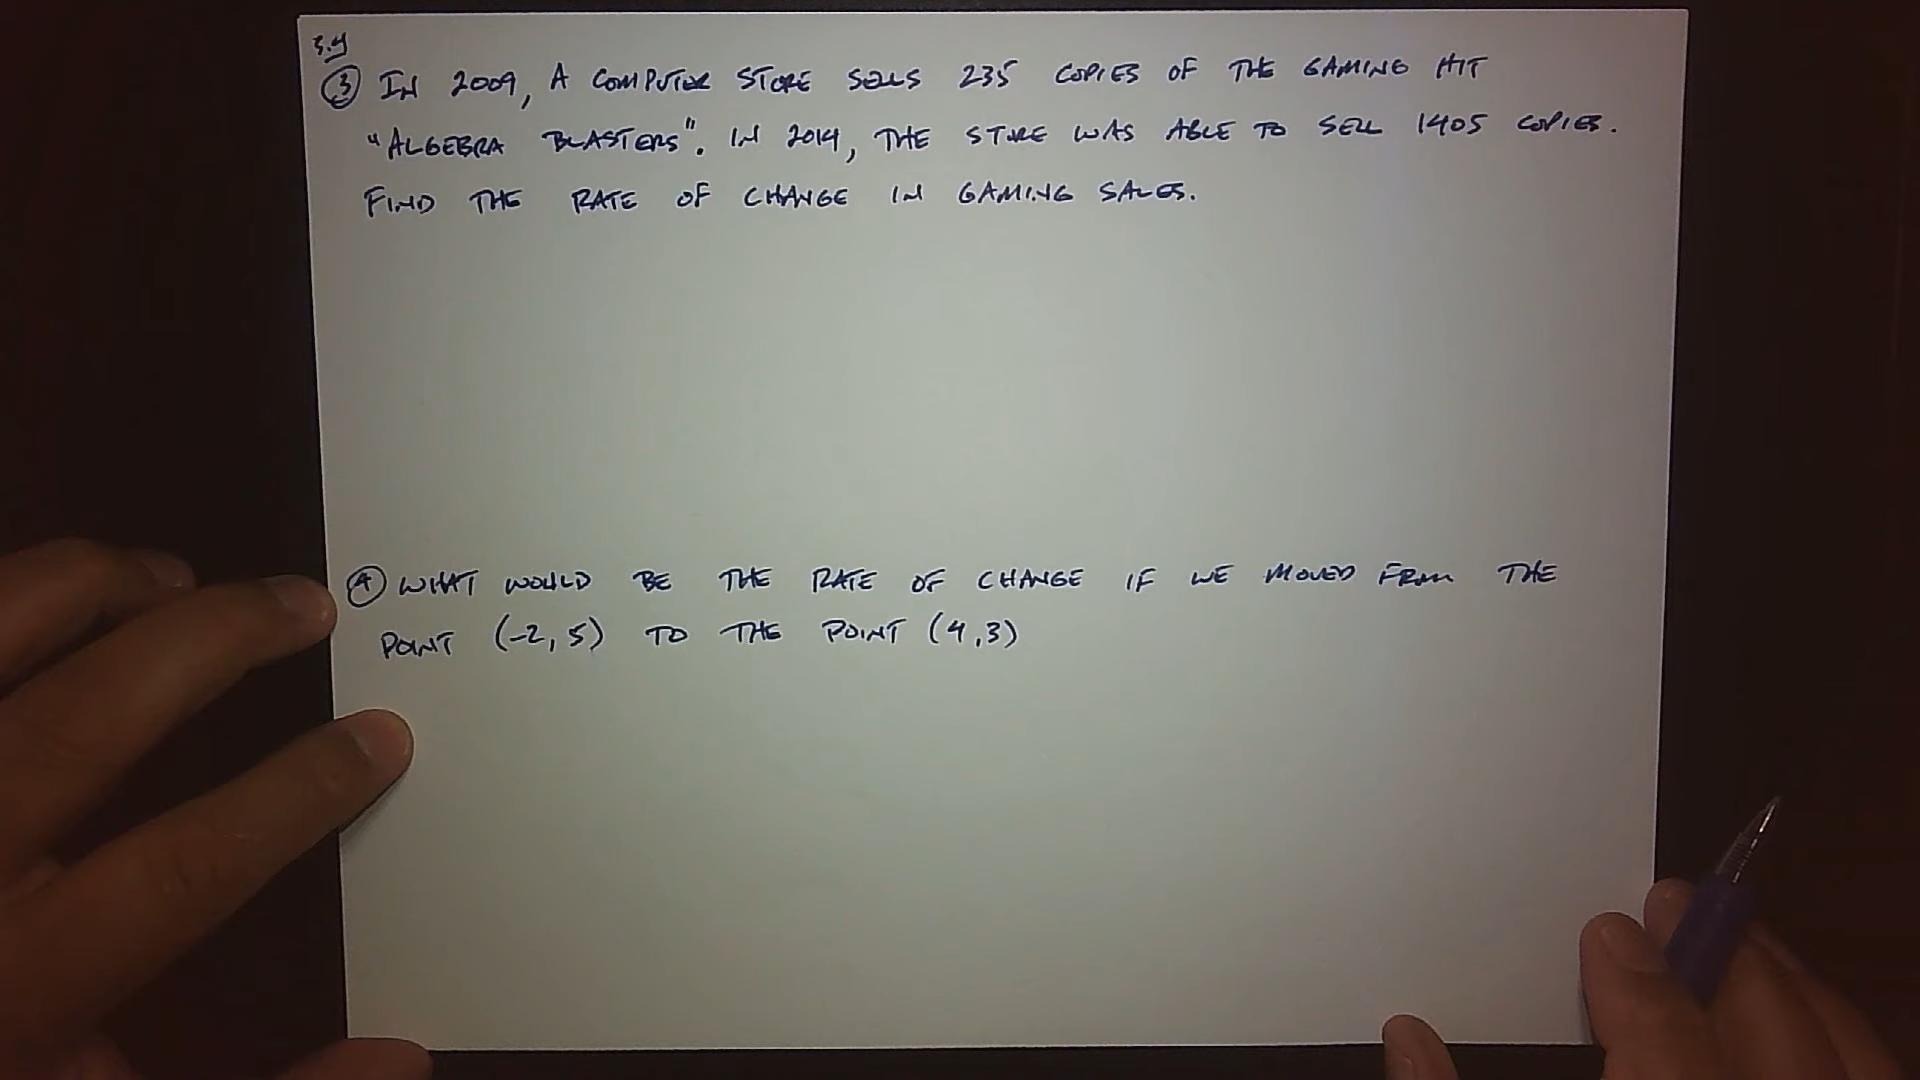 3.4
③ IN 2009, A COMPUTER STORE SELLS 235 COPIES OF THE GAMING HIT
"ALGEBRA BLASTERS". IN 2014, THE STORE WAS ABLE TO SELL 1405 COPIES.
FIND THE RATE OF CHANGE IN GAMING SALES.
④ WHAT WOULD BE THE RATE OF CHANGE IF WE MOVED FROM THE
POINT (-2, 5) TO THE POINT (4,3)